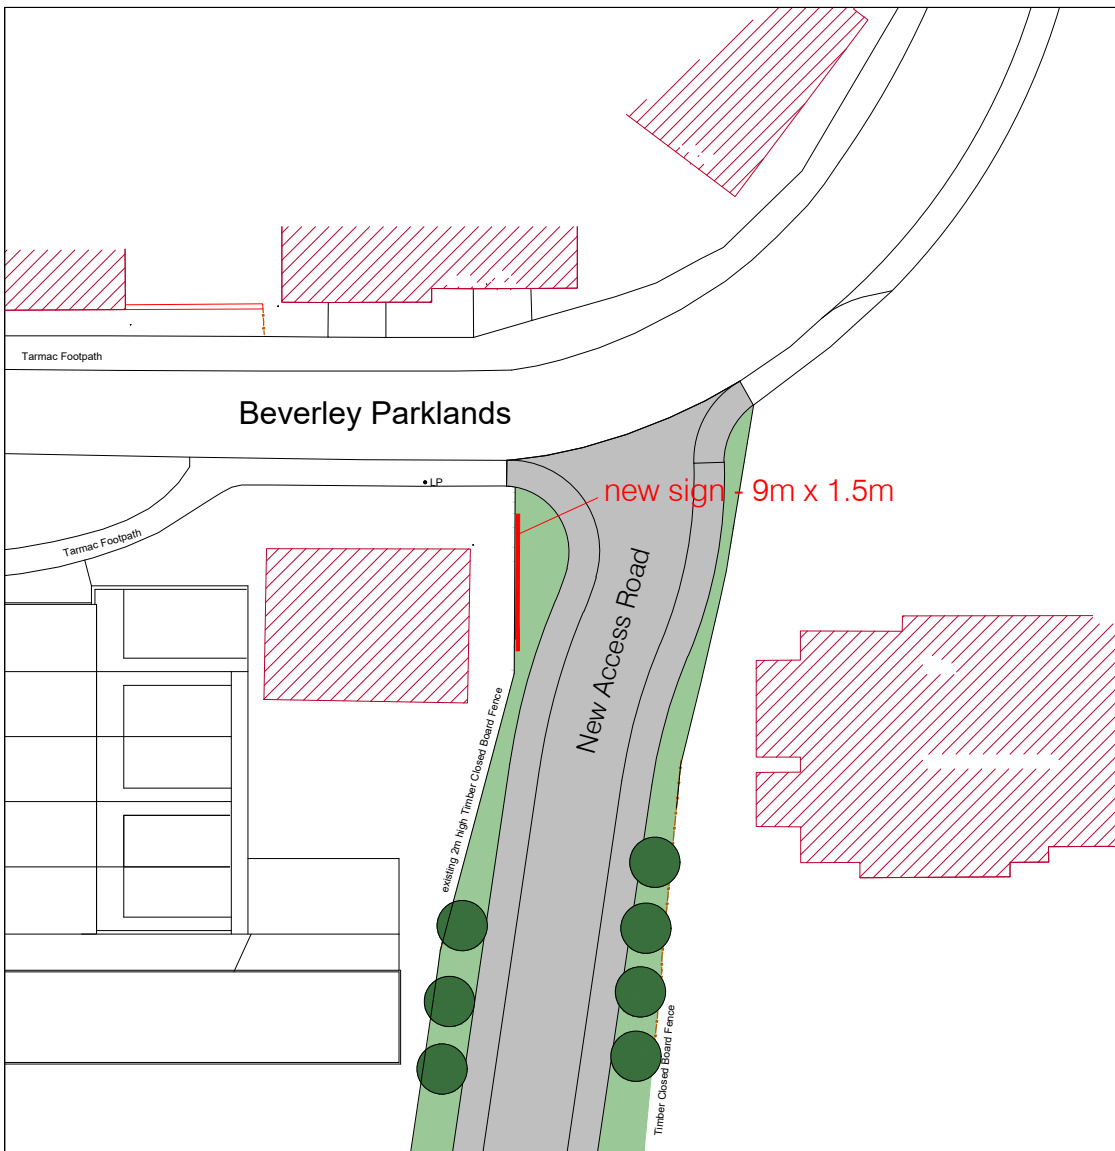 Tarmac Footpath
Beverley Parklands
LP
new sign - 9m x 1.5m
Tarmac Footpath
New Access Road
existing 2m high Timber Closed Board Fence
Timber Closed Board Fence